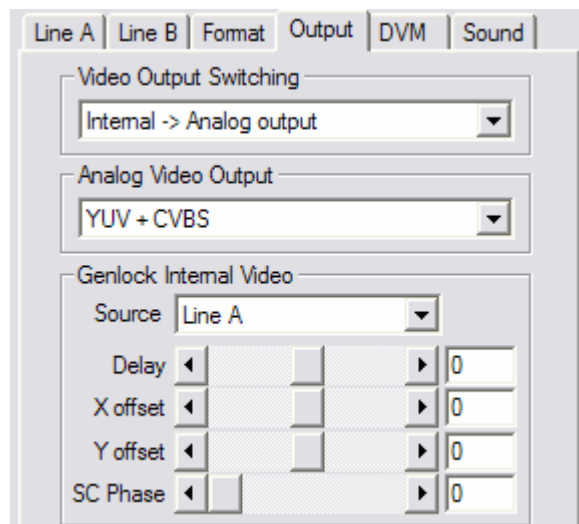 Line A Line B Format Output DVM Sound
Video Output Switching
Internal -> Analog output
Analog Video Output
YUV + CVBS
Genlock Internal Video
Source Line A
Delay 0
X offset 0
Y offset 0
SC Phase 0